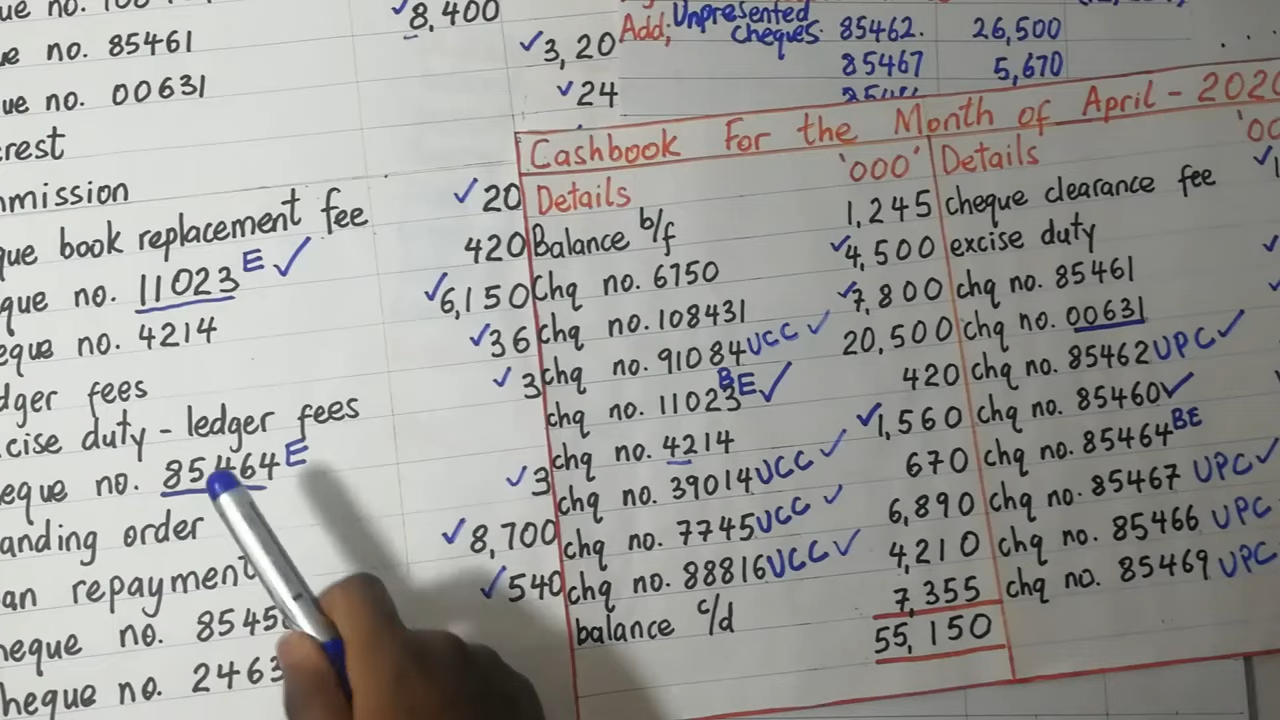 ue no.
8,400
ue no. 85461
3,20
ue no. 00631
24
rest
mmission
20
que book replacement fee
420
que no. 11023 E ✓
6,150
eque no. 4214
36
dger fees
3
cise duty - ledger fees
eque no. 85464 E
3
anding order
8,700
an repayment
540
heque no. 8545
heque no. 2463
Add; Unpresented cheques. 85462. 26,500
85467 5,670
Cashbook For the Month of April - 2020
Details '000' Details
Balance b/f 1,245 cheque clearance fee
Chq no. 6750 4,500 excise duty
Chq no. 108431 7,800 chq no. 85461
chq no. 91084 UCC ✓ 20,500 chq no. 00631
chq no. 11023 BE ✓ 420 chq no. 85462 UPC ✓
chq no. 4214 1,560 chq no. 85460 ✓
chq no. 39014 UCC ✓ 670 chq no. 85464 BE
chq no. 7745 UCC ✓ 6,890 chq no. 85467 UPC ✓
chq no. 88816 UCC ✓ 4,210 chq no. 85466 UPC
balance c/d 7,355 chq no. 85469 UPC
55,150